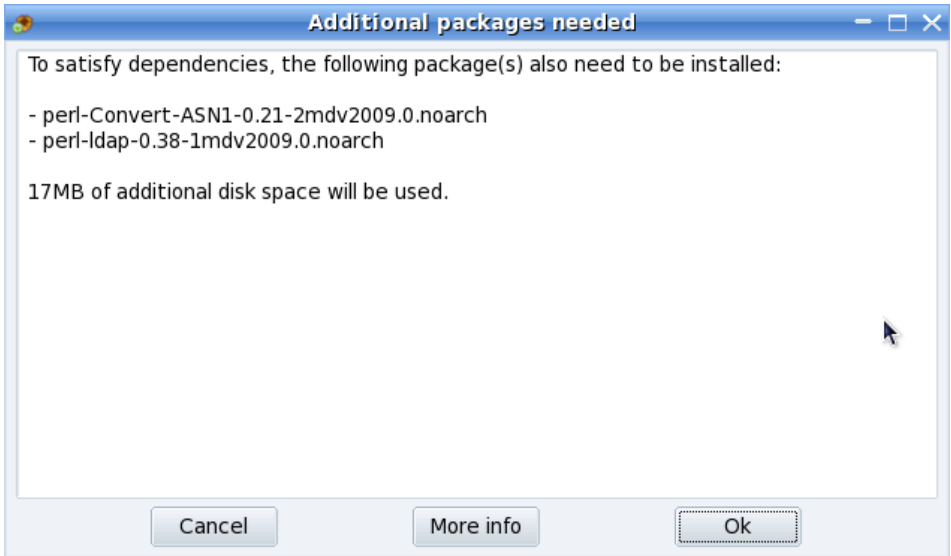 Additional packages needed
To satisfy dependencies, the following package(s) also need to be installed:
- perl-Convert-ASN1-0.21-2mdv2009.0.noarch
- perl-ldap-0.38-1mdv2009.0.noarch
17MB of additional disk space will be used.
Cancel
More info
Ok